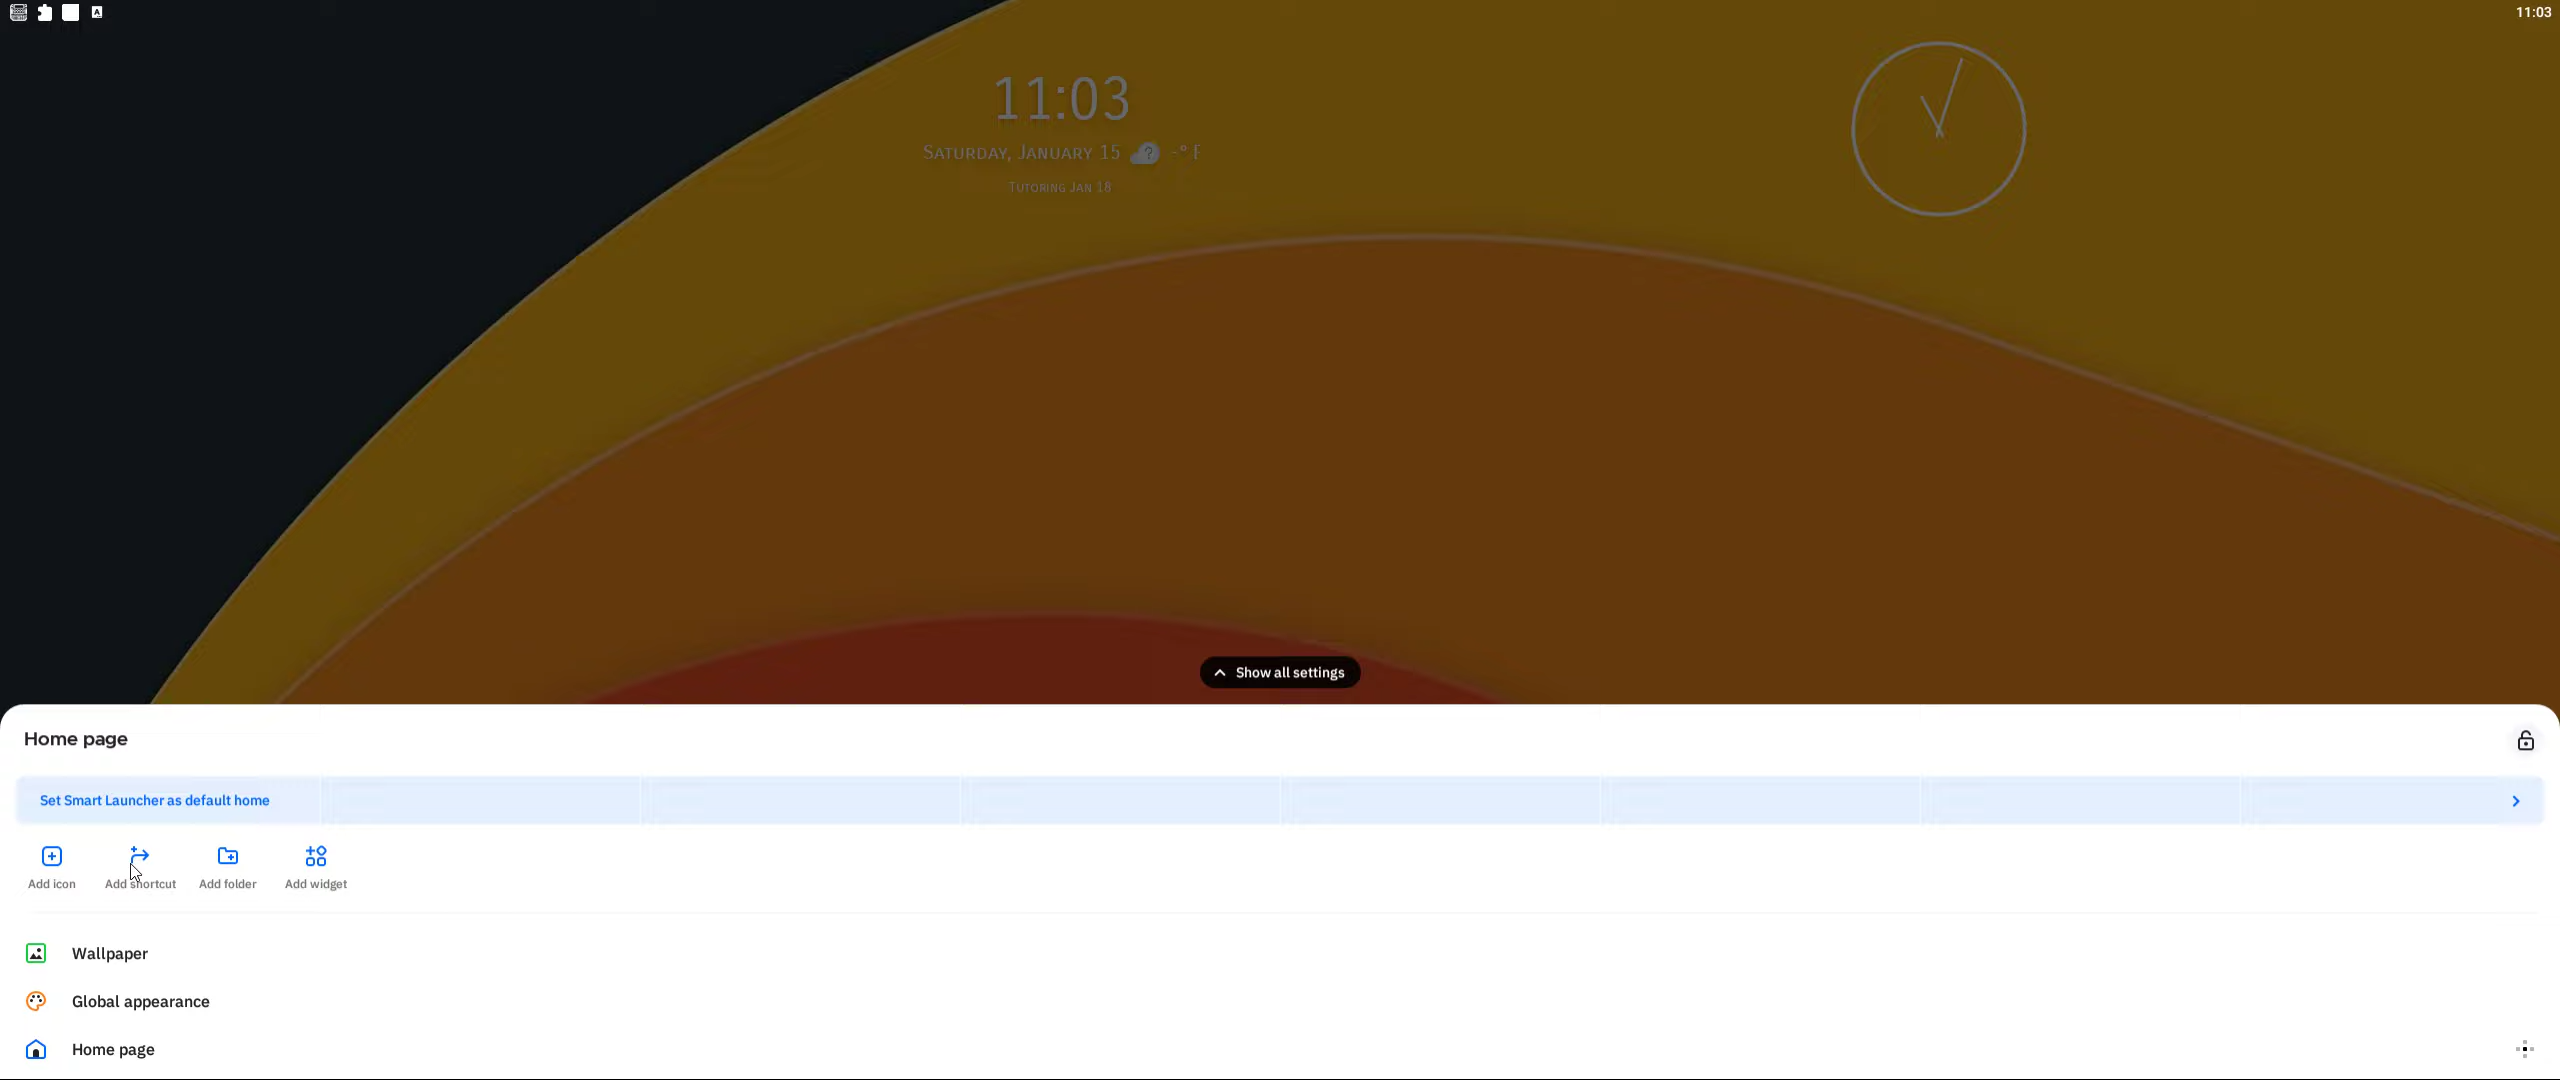 11:03
11:03
SATURDAY, JANUARY 15 -° F
TUTORING JAN 18
Show all settings
Home page
Set Smart Launcher as default home
Add icon
Add shortcut
Add folder
Add widget
Wallpaper
Global appearance
Home page